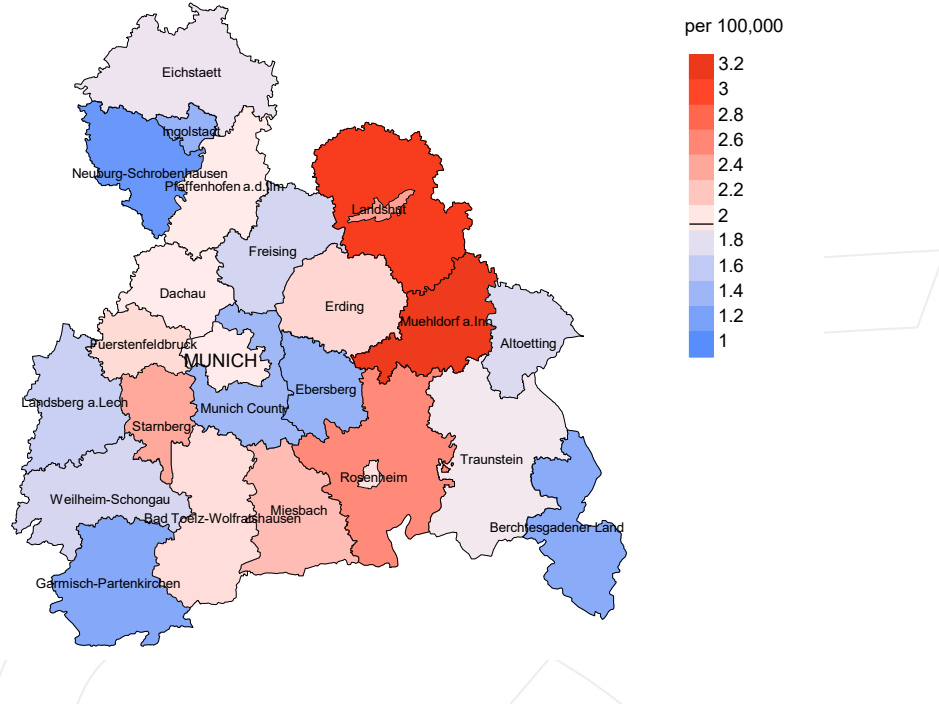 per 100,000
3.2
3
2.8
2.6
2.4
2.2
2
1.8
1.6
1.4
1.2
1
Eichstaett
Ingolstadt
Neuburg-Schrobenhausen
Pfaffenhofen a.d.Ilm
Landshut
Freising
Dachau
Erding
Muehldorf a.Inn
Altoetting
Fuerstenfeldbruck
MUNICH
Ebersberg
Landsberg a.Lech
Munich County
Starnberg
Traunstein
Rosenheim
Weilheim-Schongau
Miesbach
Bad Toelz-Wolfratshausen
Berchtesgadener Land
Garmisch-Partenkirchen